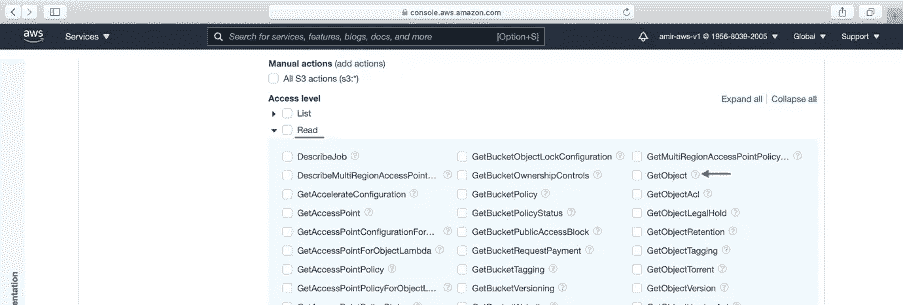 console.aws.amazon.com
aws Services Search for services, features, blogs, docs, and more [Option+S] amir-aws-v1 @ 1956-8039-2005 Global Support
Manual actions (add actions)
All S3 actions (s3:*)
Access level Expand all | Collapse all
List
Read
DescribeJob GetBucketObjectLockConfiguration GetMultiRegionAccessPointPolicy...
DescribeMultiRegionAccessPoint... GetBucketOwnershipControls GetObject
GetAccelerateConfiguration GetBucketPolicy GetObjectAcl
GetAccessPoint GetBucketPolicyStatus GetObjectLegalHold
GetAccessPointConfigurationFor... GetBucketPublicAccessBlock GetObjectRetention
GetAccessPointForObjectLambda GetBucketRequestPayment GetObjectTagging
GetAccessPointPolicy GetBucketTagging GetObjectTorrent
GetAccessPointPolicyForObjectL... GetBucketVersioning GetObjectVersion
entation